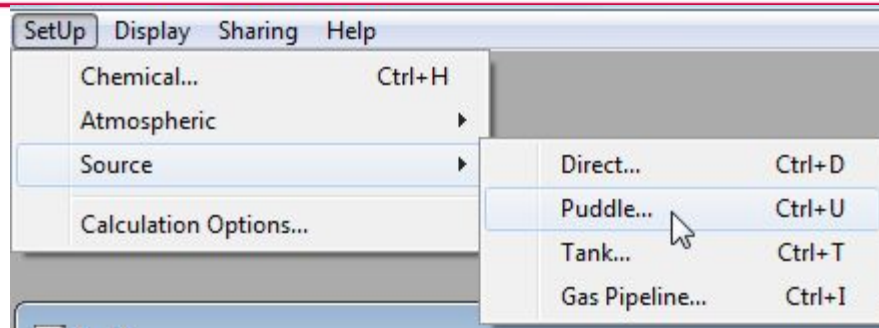 SetUp Display Sharing Help
Chemical... Ctrl+H
Atmospheric
Source
Calculation Options...
Direct... Ctrl+D
Puddle... Ctrl+U
Tank... Ctrl+T
Gas Pipeline... Ctrl+I